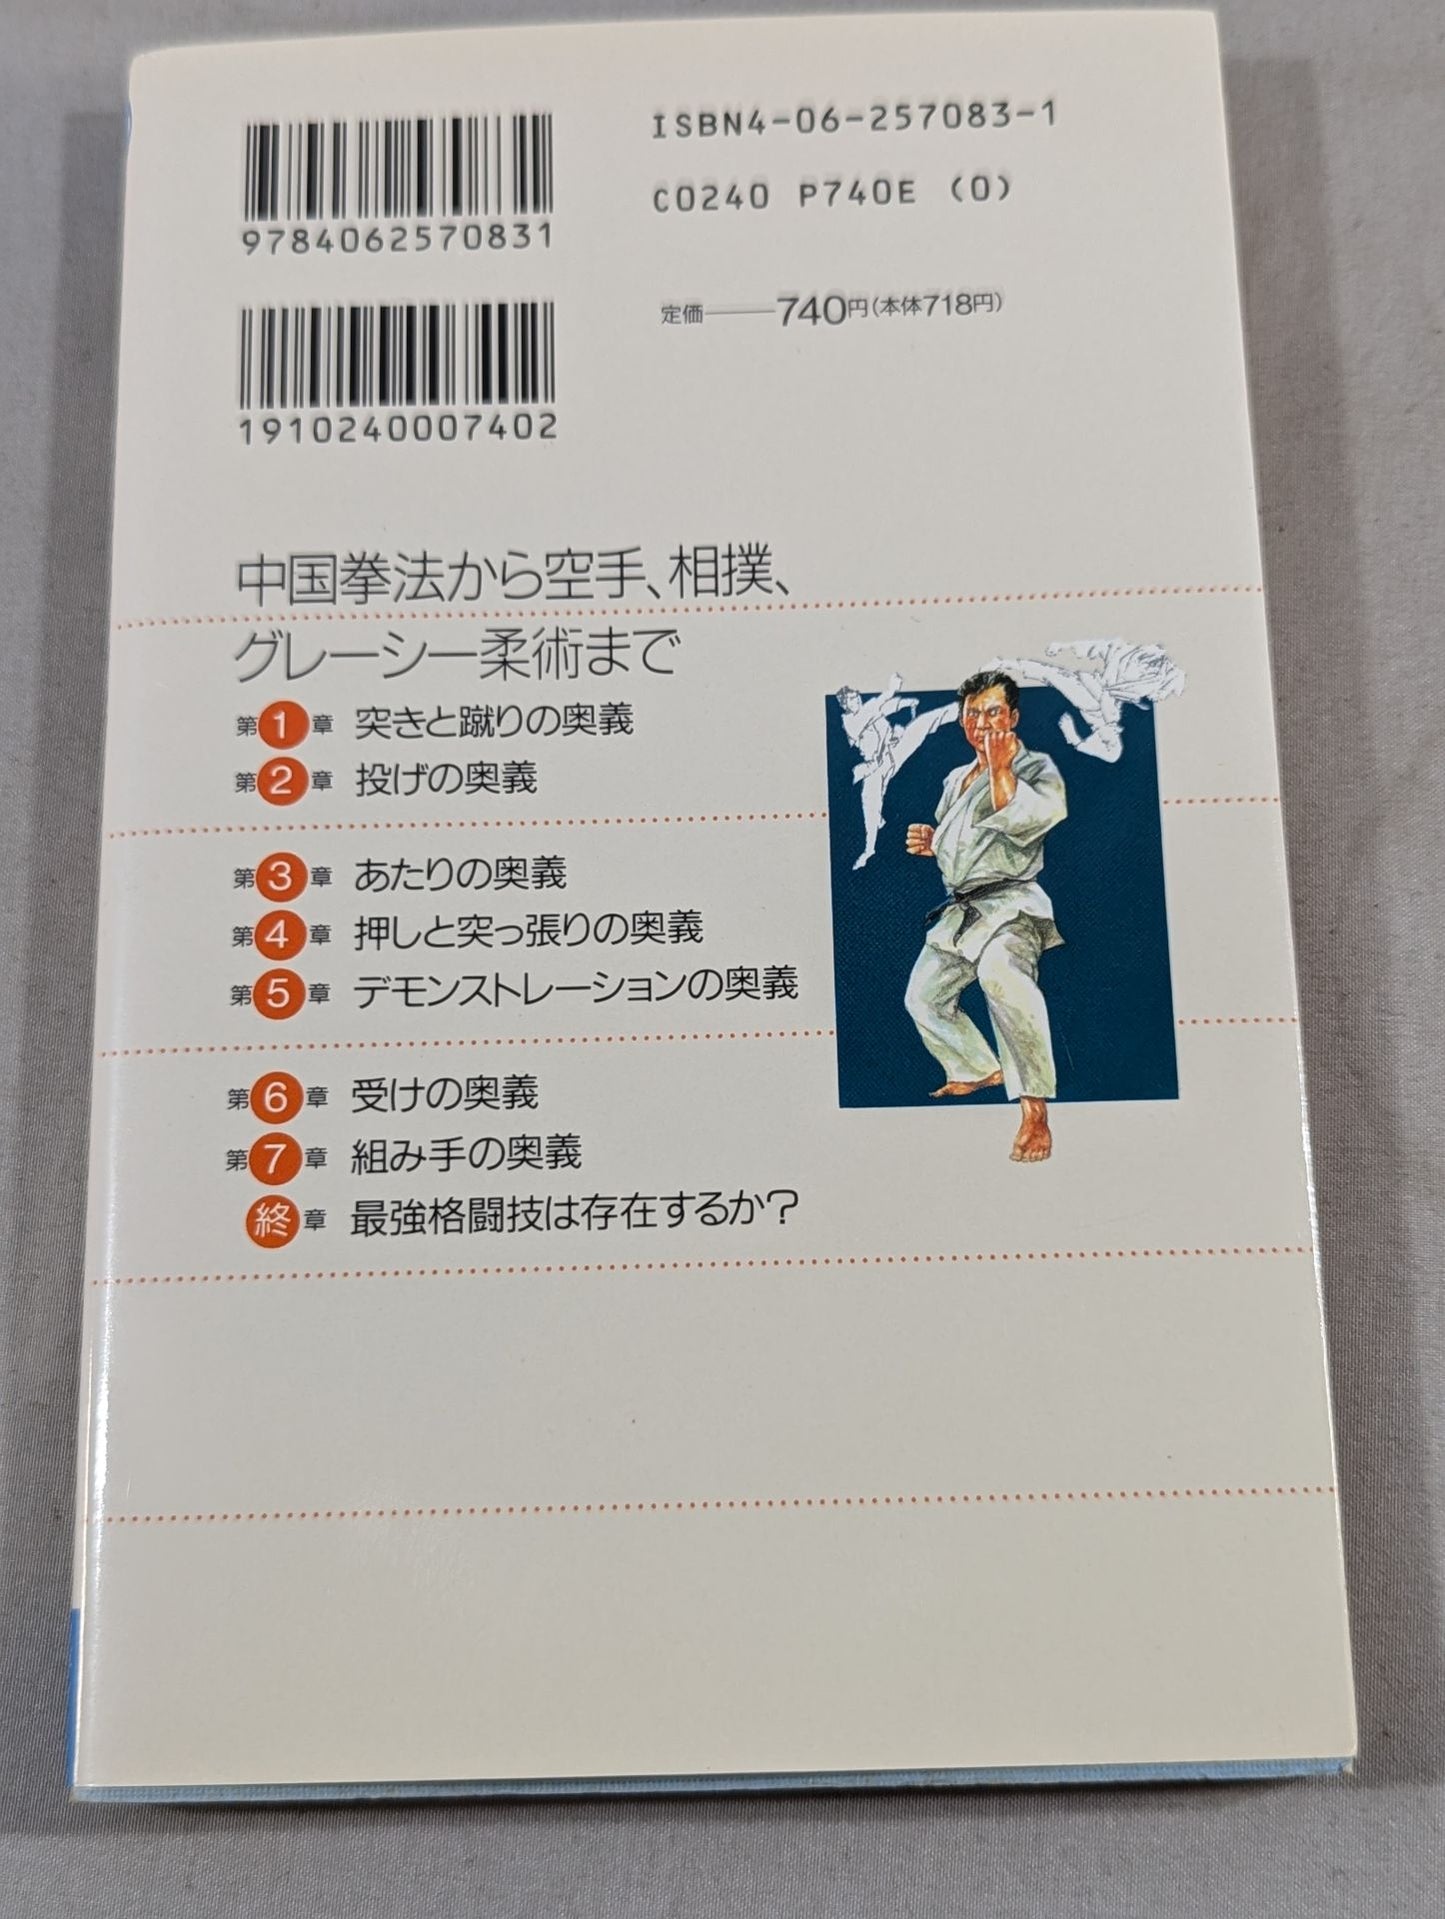 ISBN4-06-257083-1
C0240 P740E (0)
9784062570831
定価――740円(本体718円)
1910240007402
中国拳法から空手、相撲、
グレーシー柔術まで
第1章 突きと蹴りの奥義
第2章 投げの奥義
第3章 あたりの奥義
第4章 押しと突っ張りの奥義
第5章 デモンストレーションの奥義
第6章 受けの奥義
第7章 組み手の奥義
終章 最強格闘技は存在するか?